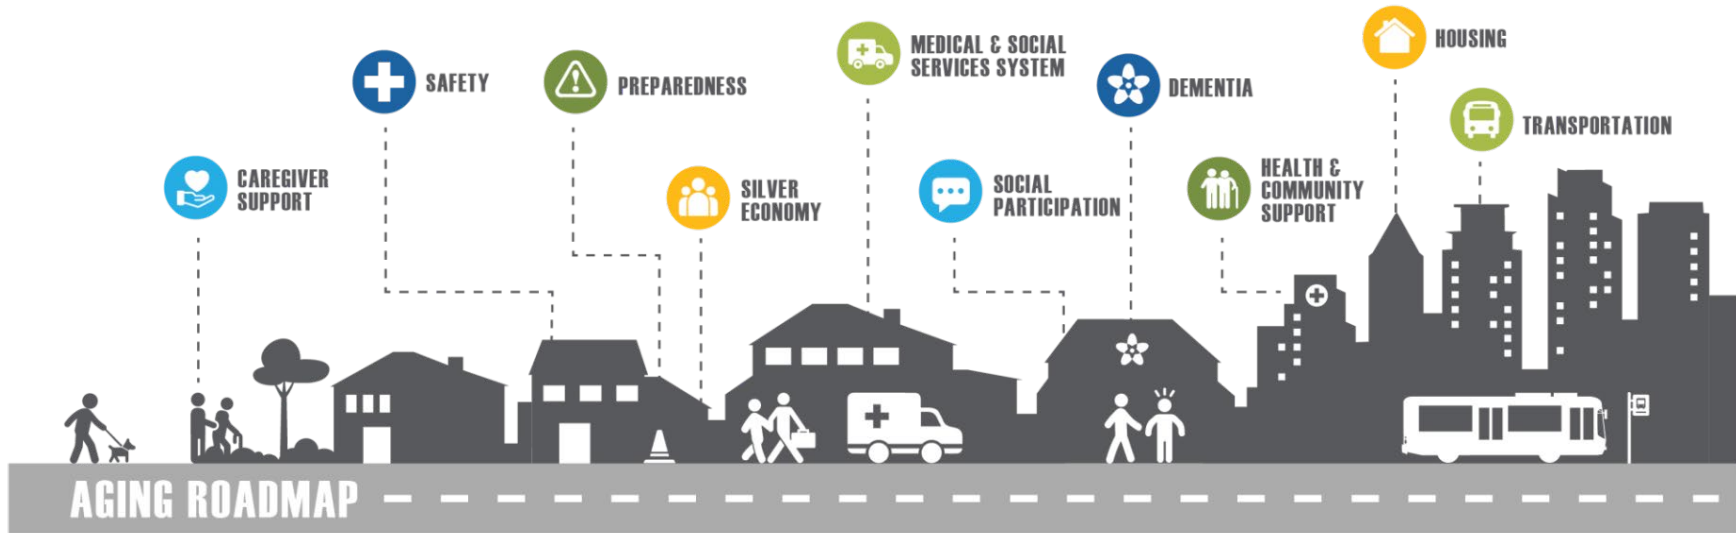 CAREGIVER
SUPPORT
SAFETY
PREPAREDNESS
SILVER
ECONOMY
MEDICAL & SOCIAL
SERVICES SYSTEM
SOCIAL
PARTICIPATION
DEMENTIA
HEALTH &
COMMUNITY
SUPPORT
HOUSING
TRANSPORTATION
AGING ROADMAP